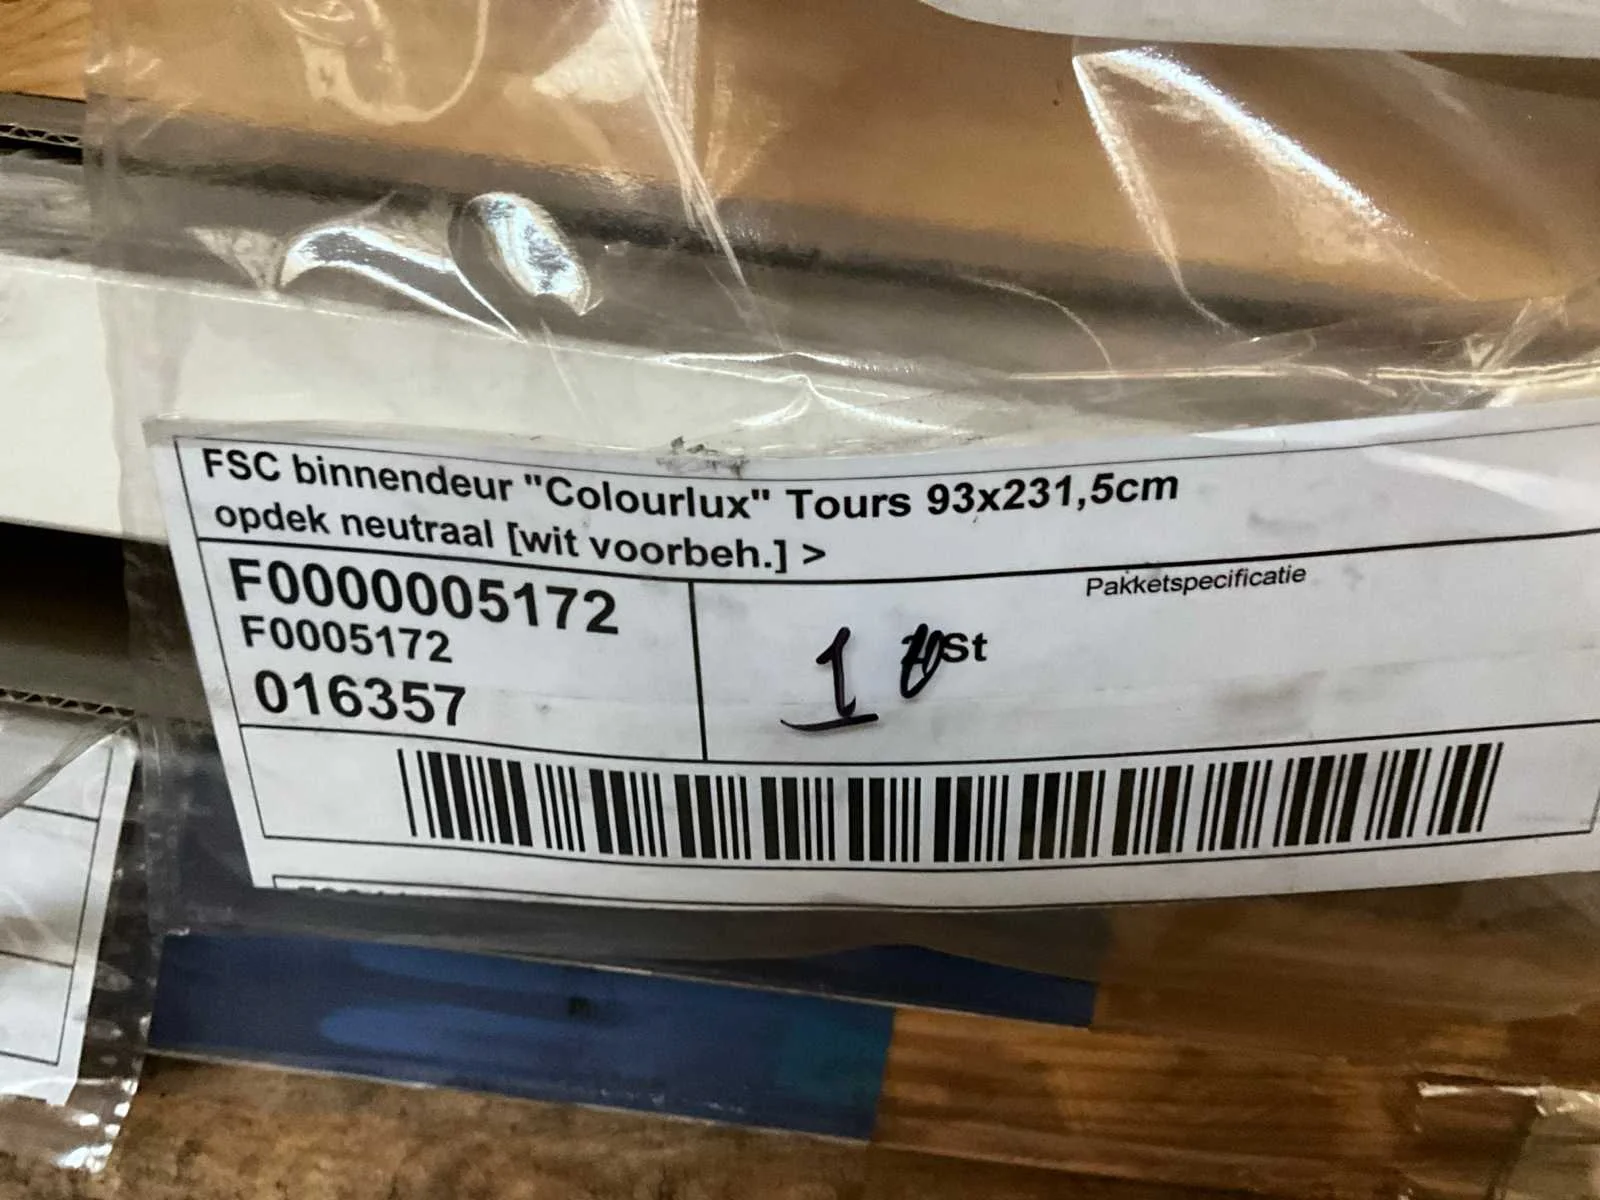 FSC binnendeur "Colourlux" Tours 93x231,5cm
opdek neutraal [wit voorbeh.] >
F0000005172
F0005172
016357
Pakketspecificatie
1 St